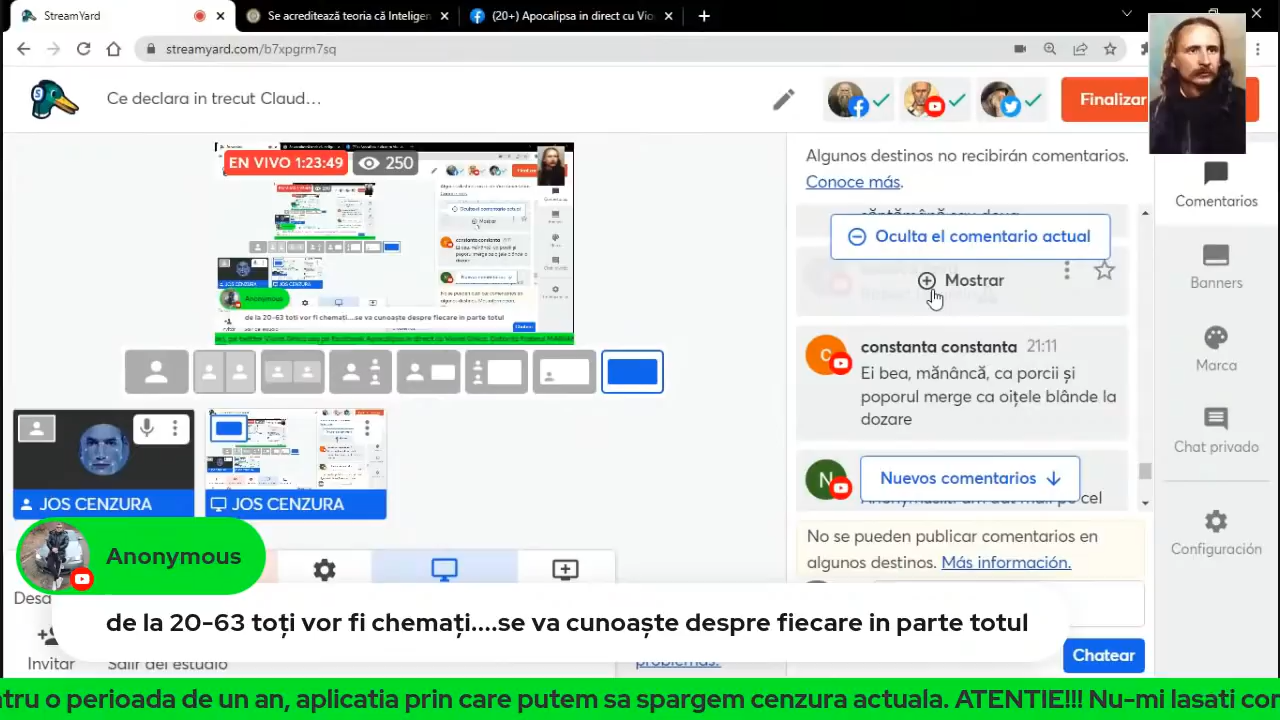 StreamYard
Se acreditează teoria că Inteligen
(20+) Apocalipsa in direct cu Vio
streamyard.com/b7xpgrm7sq
Ce declara in trecut Claud...
Finalizar
EN VIVO 1:23:49
250
Algunos destinos no recibirán comentarios.
Conoce más.
Oculta el comentario actual
Mostrar
constanta constanta 21:11
Ei bea, mănâncă, ca porcii și
poporul merge ca oițele blânde la
dozare
N
Nuevos comentarios
cel
No se pueden publicar comentarios en
algunos destinos. Más información.
Chatear
problemas.
Comentarios
Banners
Marca
Chat privado
Configuración
JOS CENZURA
JOS CENZURA
Anonymous
de la 20-63 toți vor fi chemați....se va cunoaște despre fiecare in parte totul
Desa
Invitar
Salir del estudio
ntru o perioada de un an, aplicatia prin care putem sa spargem cenzura actuala. ATENTIE!!! Nu-mi lasati con